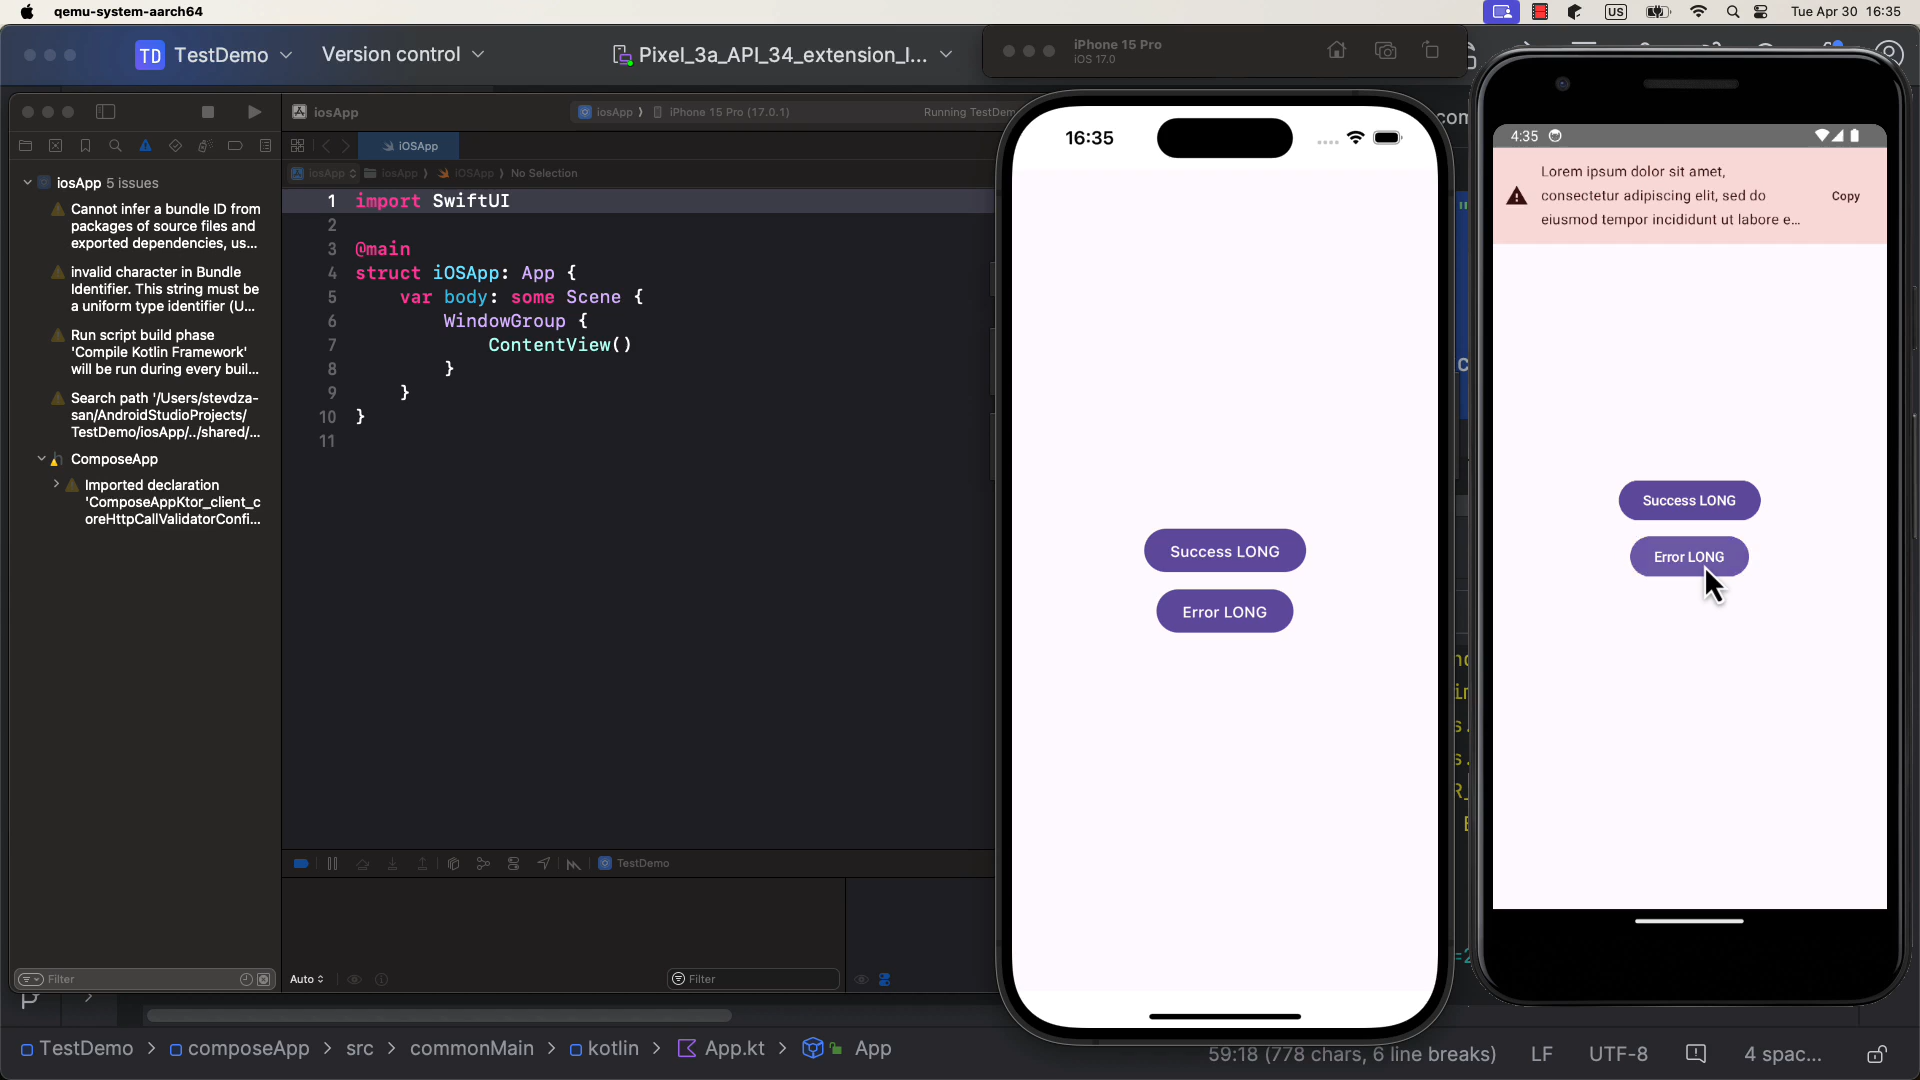 qemu-system-aarch64
US
Tue Apr 30 16:35
TD TestDemo
Version control
Pixel_3a_API_34_extension_l...
iPhone 15 Pro
iOS 17.0
iosApp
iosApp
iPhone 15 Pro (17.0.1)
Running TestDemo
iOSApp
iosApp
iosApp
iOSApp
No Selection
iosApp 5 issues
Cannot infer a bundle ID from
packages of source files and
exported dependencies, us...
invalid character in Bundle
Identifier. This string must be
a uniform type identifier (U...
Run script build phase
'Compile Kotlin Framework'
will be run during every buil...
Search path '/Users/stevdza-
san/AndroidStudioProjects/
TestDemo/iosApp/../shared/...
ComposeApp
Imported declaration
'ComposeAppKtor_client_c
oreHttpCallValidatorConfi...
1 import SwiftUI
2
3 @main
4 struct iOSApp: App {
5 var body: some Scene {
6 WindowGroup {
7 ContentView()
8 }
9 }
10 }
11
TestDemo
Filter
Auto
Filter
16:35
Success LONG
Error LONG
4:35
Lorem ipsum dolor sit amet,
consectetur adipiscing elit, sed do
eiusmod tempor incididunt ut labore e...
Copy
Success LONG
Error LONG
TestDemo > composeApp > src > commonMain > kotlin > App.kt > App
59:18 (778 chars, 6 line breaks)
LF
UTF-8
4 spac...